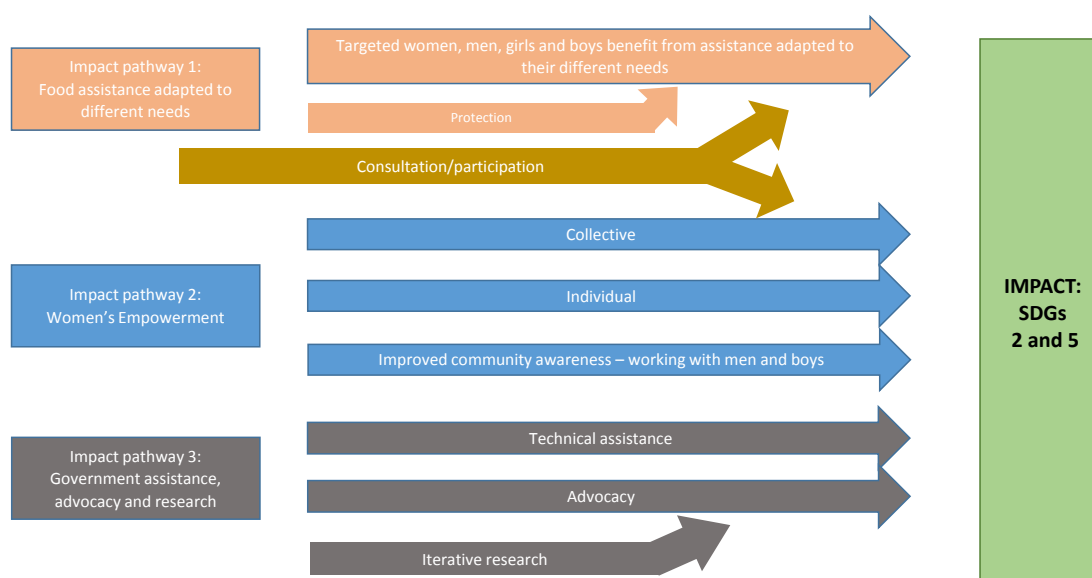 Impact pathway 1:
Food assistance adapted to
different needs
Targeted women, men, girls and boys benefit from assistance adapted to
their different needs
Protection
Consultation/participation
Collective
Impact pathway 2:
Women’s Empowerment
Individual
Improved community awareness – working with men and boys
IMPACT:
SDGs
2 and 5
Impact pathway 3:
Government assistance,
advocacy and research
Technical assistance
Advocacy
Iterative research